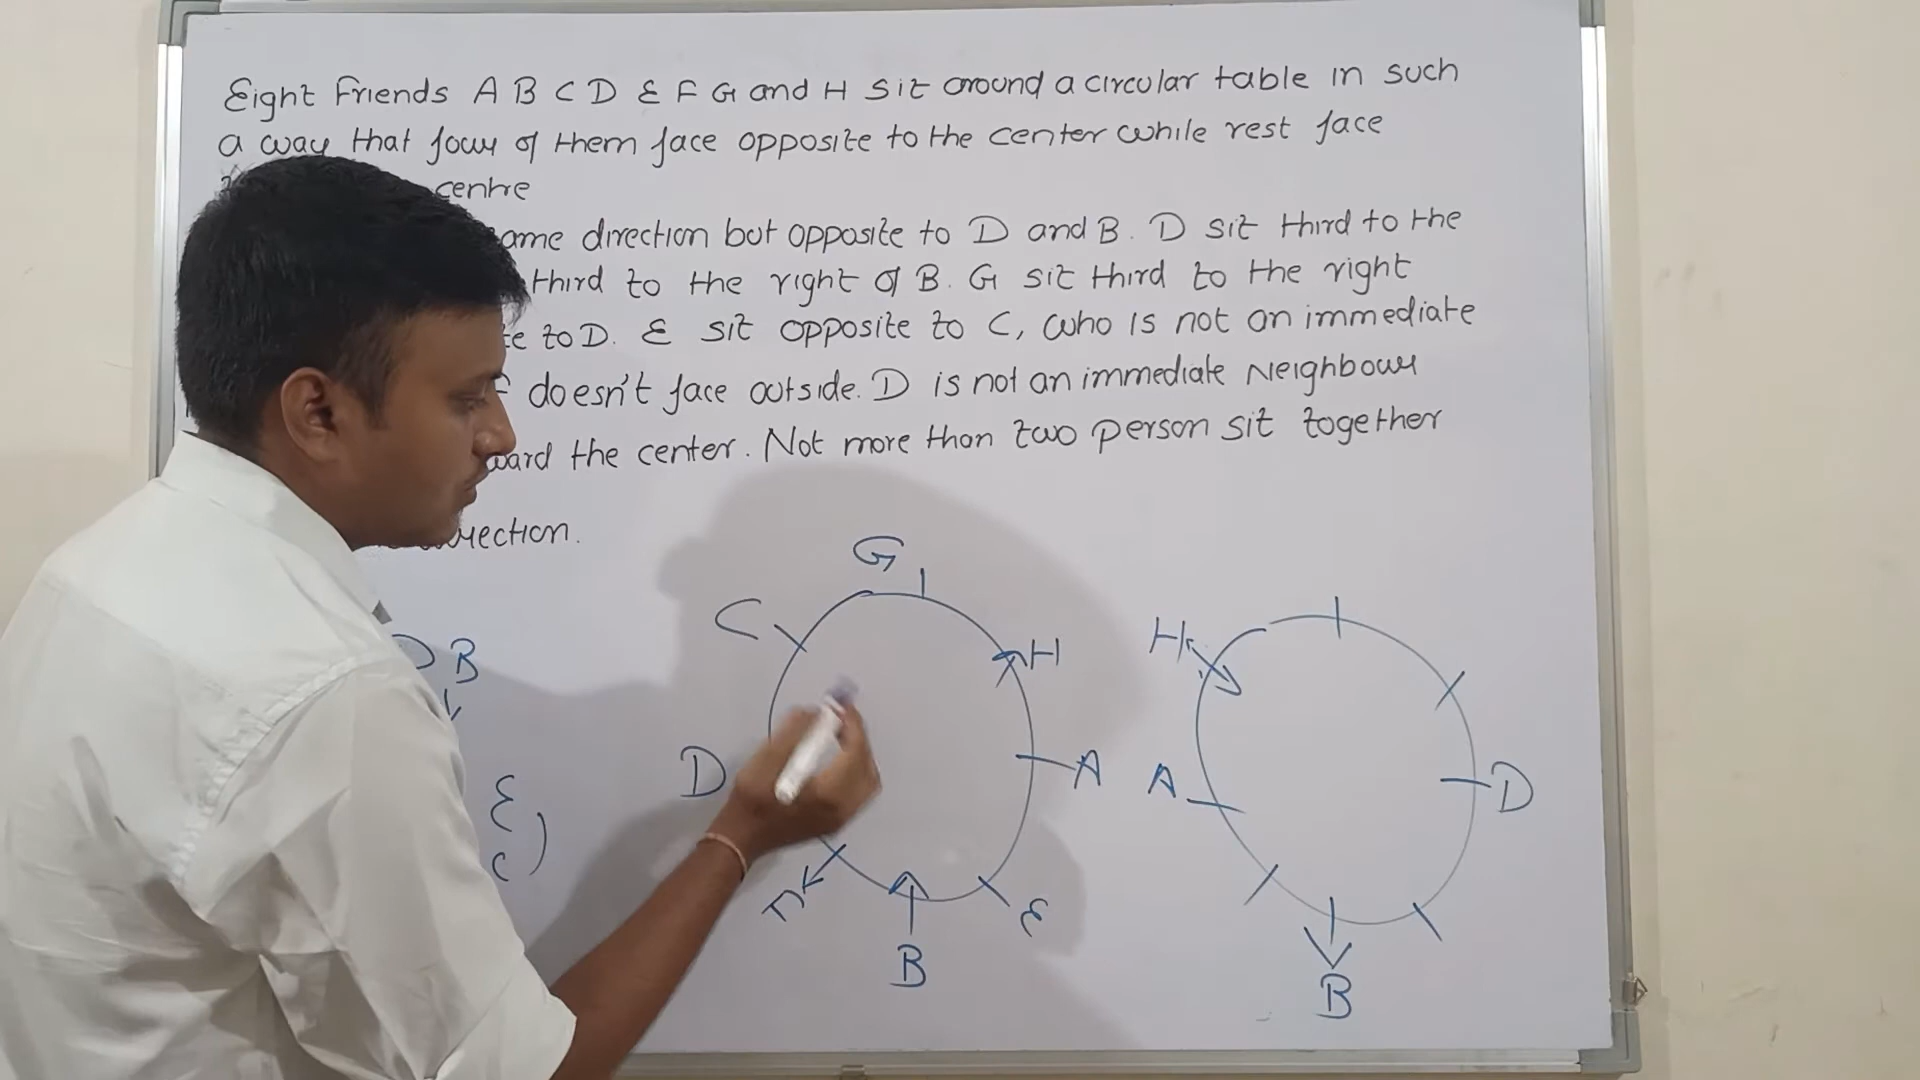 Eight Friends A B C D E F G and H sit around a circular table in such
a way that four of them face opposite to the center while rest face
centre
ame direction but opposite to D and B. D sit third to the
third to the right of B. G sit third to the right
to D. E sit opposite to C, who is not an immediate
doesn't face outside. D is not an immediate Neighbour
ward the center. Not more than two person sit together
irection.
G
C H H
B
D A A D
E
C
E
B
B